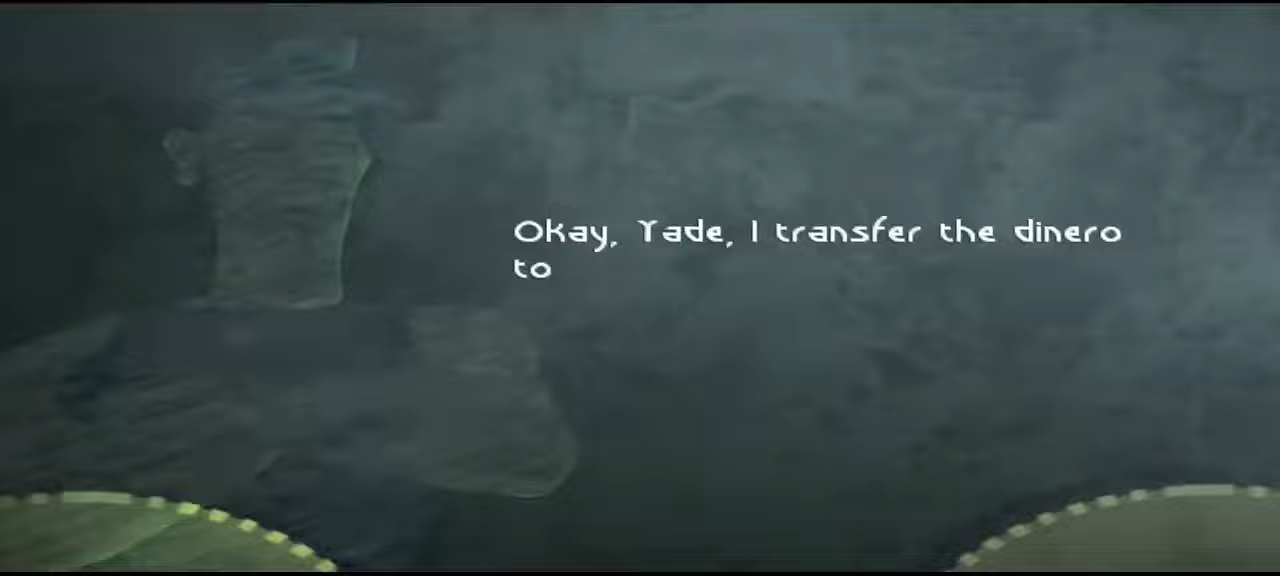 Okay, Yade, I transfer the dinero
to